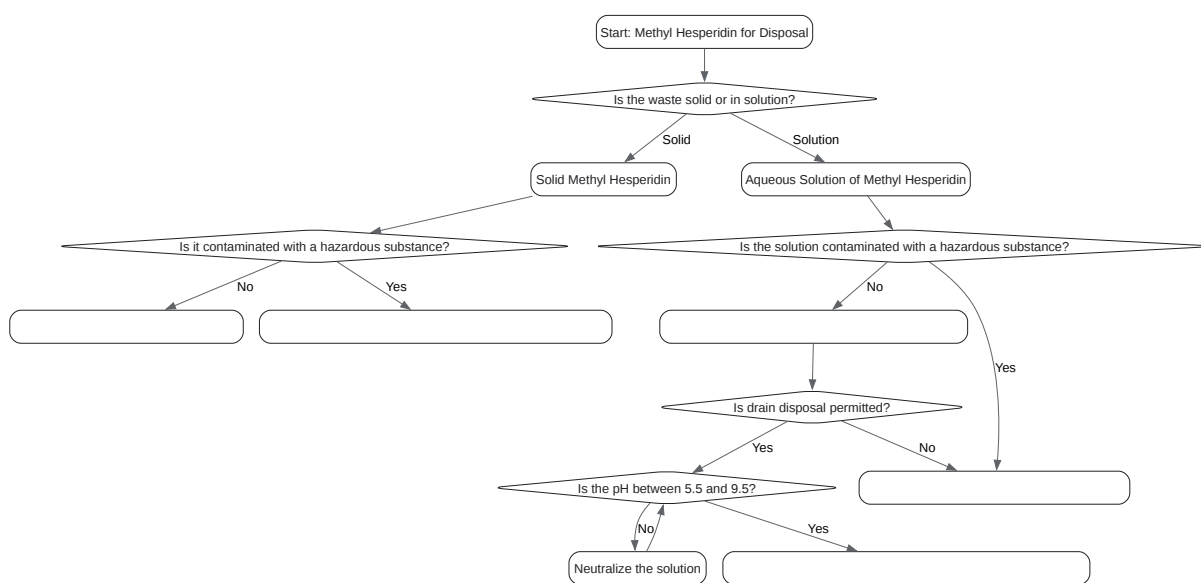 Start: Methyl Hesperidin for Disposal
Is the waste solid or in solution?
Solid
Solution
Solid Methyl Hesperidin
Aqueous Solution of Methyl Hesperidin
Is it contaminated with a hazardous substance?
Is the solution contaminated with a hazardous substance?
No
Yes
No
Yes
Is drain disposal permitted?
Yes
No
Is the pH between 5.5 and 9.5?
No
Yes
Neutralize the solution